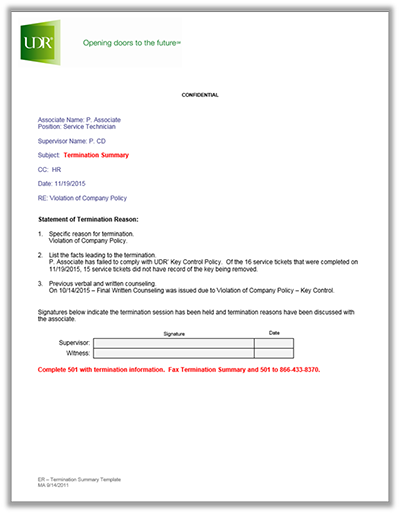 UDR®
Opening doors to the future℠
CONFIDENTIAL
Associate Name: P. Associate
Position: Service Technician
Supervisor Name: P. CD
Subject: Termination Summary
CC: HR
Date: 11/19/2015
RE: Violation of Company Policy
Statement of Termination Reason:
1. Specific reason for termination.
Violation of Company Policy.
2. List the facts leading to the termination.
P. Associate has failed to comply with UDR' Key Control Policy. Of the 16 service tickets that were completed on
11/19/2015, 15 service tickets did not have record of the key being removed.
3. Previous verbal and written counseling.
On 10/14/2015 – Final Written Counseling was issued due to Violation of Company Policy – Key Control.
Signatures below indicate the termination session has been held and termination reasons have been discussed with
the associate.
Signature Date
Supervisor:
Witness:
Complete 501 with termination information. Fax Termination Summary and 501 to 866-433-8370.
ER – Termination Summary Template
MA 9/14/2011